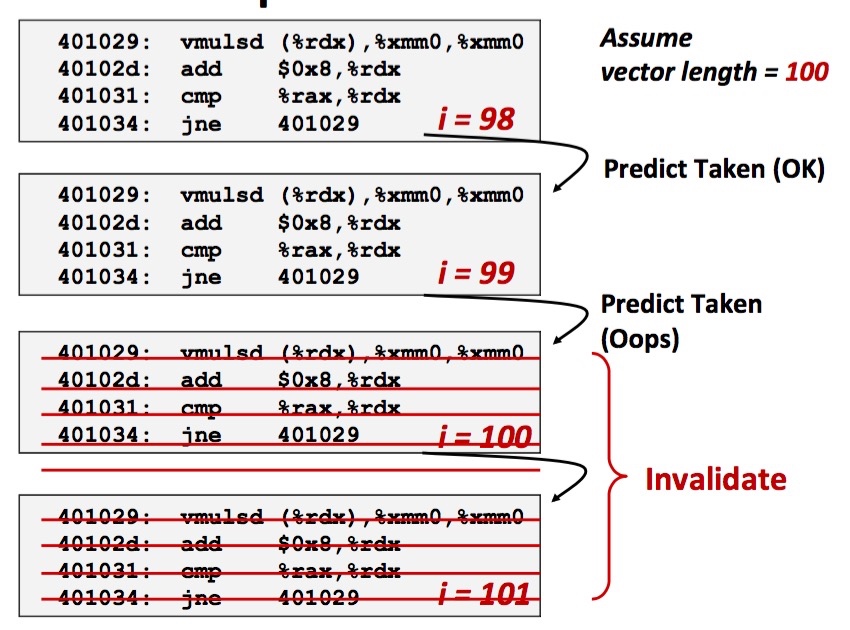 401029: vmulsd (%rdx),%xmm0,%xmm0
40102d: add $0x8,%rdx
401031: cmp %rax,%rdx
401034: jne 401029
i = 98
Assume
vector length = 100
Predict Taken (OK)
401029: vmulsd (%rdx),%xmm0,%xmm0
40102d: add $0x8,%rdx
401031: cmp %rax,%rdx
401034: jne 401029
i = 99
Predict Taken
(Oops)
401029: vmulsd (%rdx),%xmm0,%xmm0
40102d: add $0x8,%rdx
401031: cmp %rax,%rdx
401034: jne 401029
i = 100
Invalidate
401029: vmulsd (%rdx),%xmm0,%xmm0
40102d: add $0x8,%rdx
401031: cmp %rax,%rdx
401034: jne 401029
i = 101